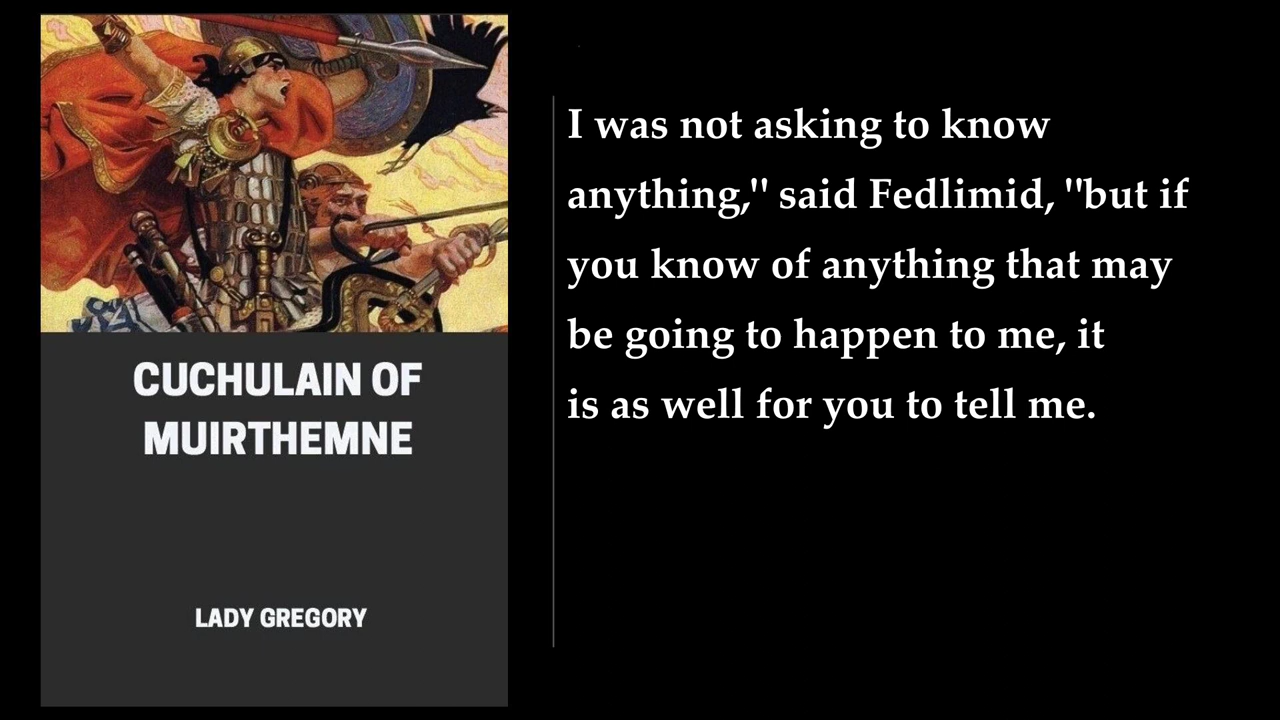 CUCHULAIN OF
MUIRTHEMNE
LADY GREGORY
I was not asking to know
anything," said Fedlimid, "but if
you know of anything that may
be going to happen to me, it
is as well for you to tell me.